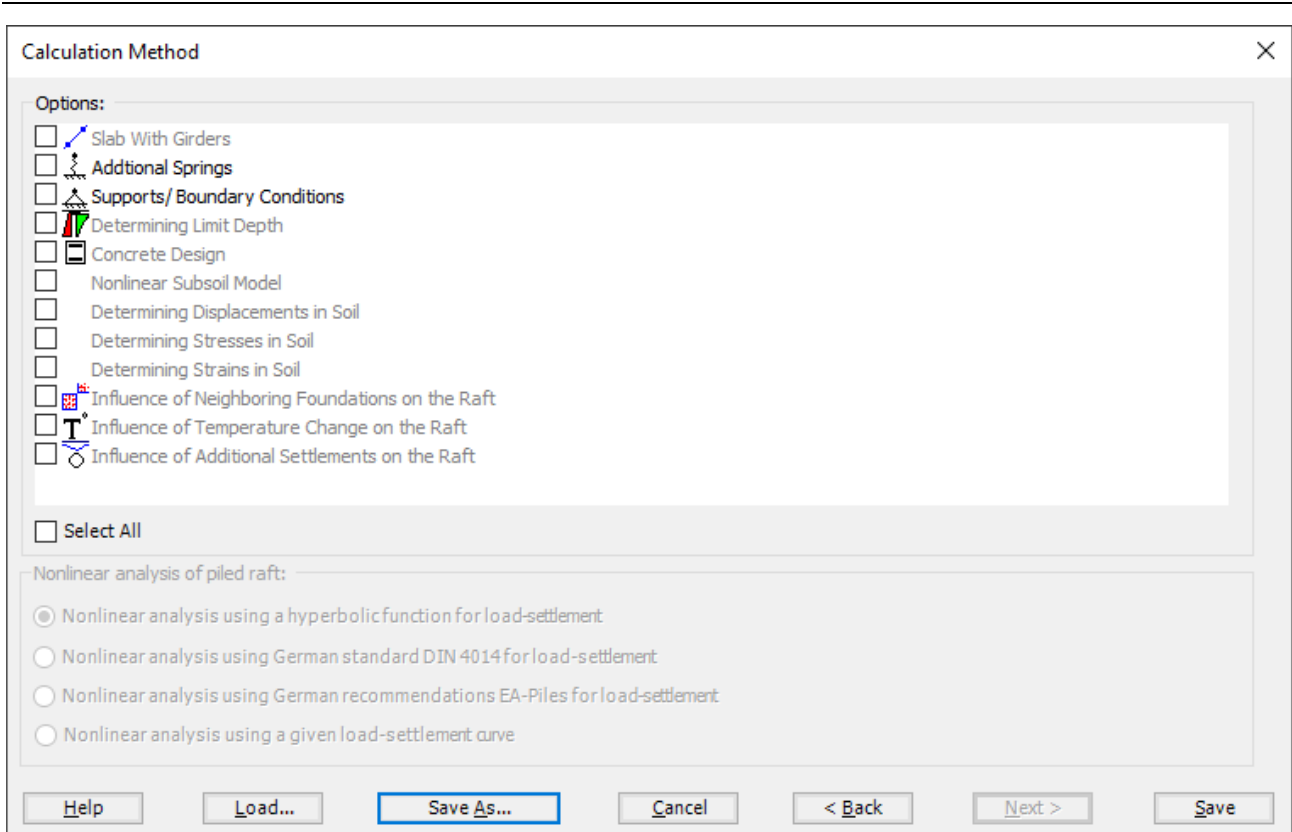 Calculation Method
Options:
Slab With Girders
Addtional Springs
Supports/ Boundary Conditions
Determining Limit Depth
Concrete Design
Nonlinear Subsoil Model
Determining Displacements in Soil
Determining Stresses in Soil
Determining Strains in Soil
Influence of Neighboring Foundations on the Raft
T° Influence of Temperature Change on the Raft
Influence of Additional Settlements on the Raft
Select All
Nonlinear analysis of piled raft:
Nonlinear analysis using a hyperbolic function for load-settlement
Nonlinear analysis using German standard DIN 4014 for load-settlement
Nonlinear analysis using German recommendations EA-Piles for load-settlement
Nonlinear analysis using a given load-settlement curve
Help Load... Save As... Cancel < Back Next > Save